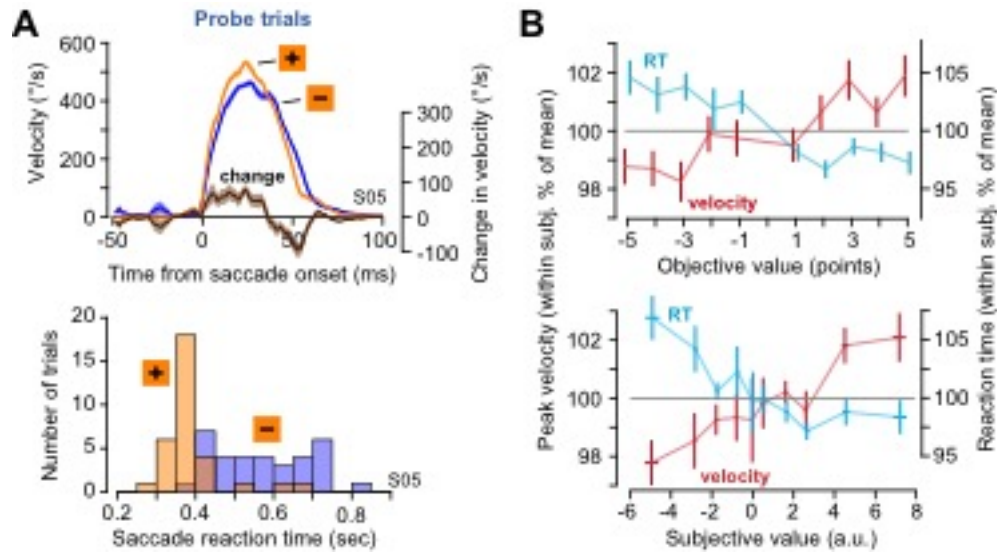 A
Probe trials
Velocity (°/s)
600
400
200
0
+
−
change
S05
Change in velocity (°/s)
300
200
100
0
-100
-50
0
50
100
Time from saccade onset (ms)
Number of trials
20
15
10
5
0
+
−
S05
0.2
0.4
0.6
0.8
Saccade reaction time (sec)
B
Peak velocity (within subj. % of mean)
Reaction time (within subj. % of mean)
RT
velocity
102
100
98
105
100
95
-5
-3
-1
1
3
5
Objective value (points)
RT
velocity
102
100
98
105
100
95
-6
-4
-2
0
2
4
6
8
Subjective value (a.u.)